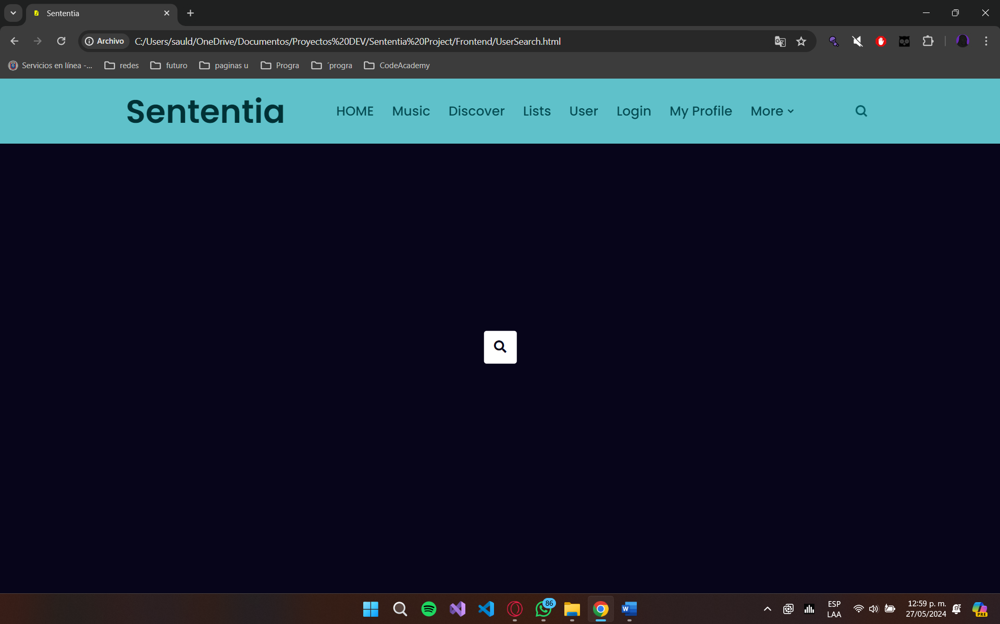 Sententia
Archivo C:/Users/sauld/OneDrive/Documentos/Proyectos%20DEV/Sententia%20Project/Frontend/UserSearch.html
Servicios en línea -... redes futuro paginas u Progra ´progra CodeAcademy
Sententia HOME Music Discover Lists User Login My Profile More
86
PRE
ESP 12:59 p. m.
LAA 27/05/2024